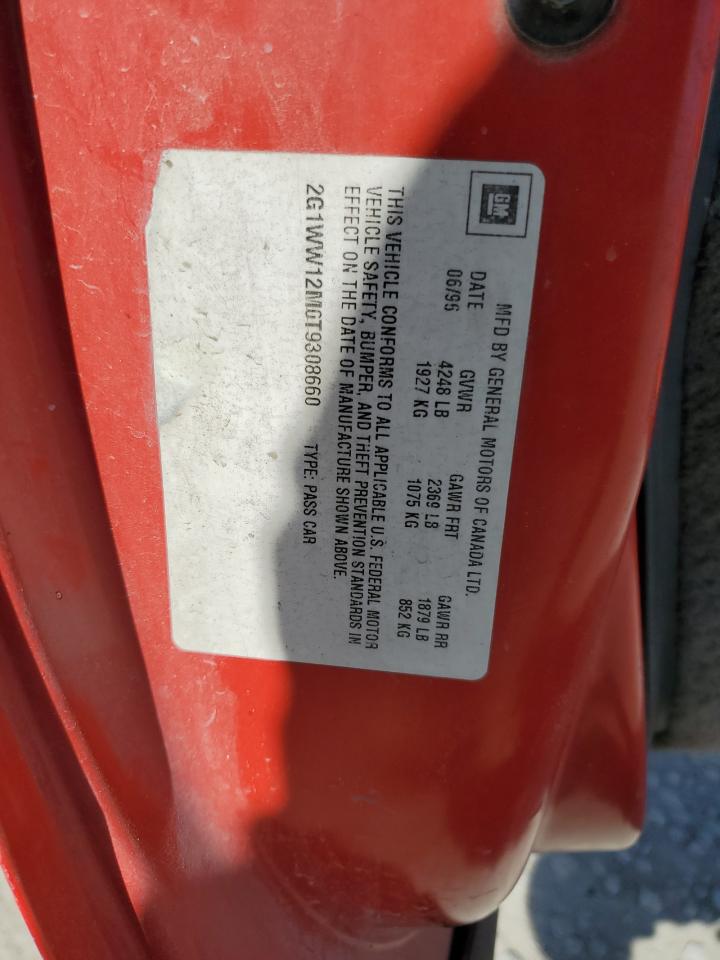 GM
MFD BY GENERAL MOTORS OF CANADA LTD.
DATE GVWR GAWR FRT GAWR RR
06/96 4248 LB 2369 LB 1879 LB
1927 KG 1075 KG 852 KG
THIS VEHICLE CONFORMS TO ALL APPLICABLE U.S. FEDERAL MOTOR
VEHICLE SAFETY, BUMPER, AND THEFT PREVENTION STANDARDS IN
EFFECT ON THE DATE OF MANUFACTURE SHOWN ABOVE.
2G1WW12M0T9308660 TYPE: PASS CAR